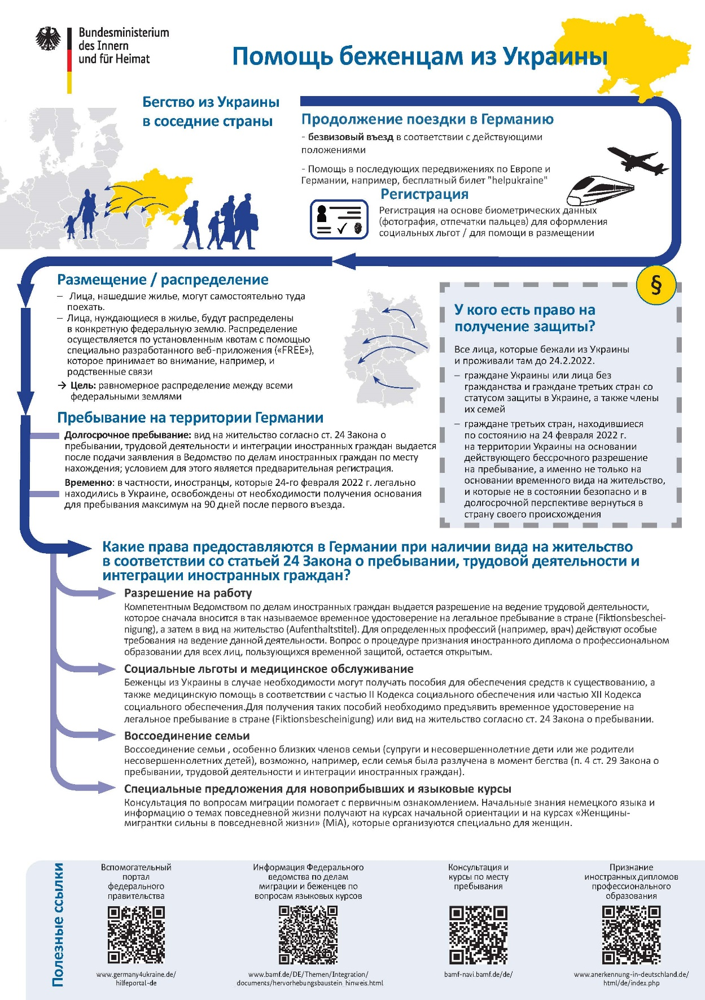 Bundesministerium
des Innern
und für Heimat
Помощь беженцам из Украины
Бегство из Украины
в соседние страны
Продолжение поездки в Германию
- безвизовый въезд в соответствии с действующими
положениями
- Помощь в последующих передвижениях по Европе и
Германии, например, бесплатный билет "helpukraine"
Регистрация
Регистрация на основе биометрических данных
(фотография, отпечатки пальцев) для оформления
социальных льгот / для помощи в размещении
Размещение / распределение
– Лица, нашедшие жилье, могут самостоятельно туда
поехать.
– Лица, нуждающиеся в жилье, будут распределены
в конкретную федеральную землю. Распределение
осуществляется по установленным квотам с помощью
специально разработанного веб-приложения («FREE»),
которое принимает во внимание, например, и
родственные связи
→ Цель: равномерное распределение между всеми
федеральными землями
§
У кого есть право на
получение защиты?
Все лица, которые бежали из Украины
и проживали там до 24.2.2022.
– граждане Украины или лица без
гражданства и граждане третьих стран со
статусом защиты в Украине, а также члены
их семей
– граждане третьих стран, находившиеся
по состоянию на 24 февраля 2022 г.
на территории Украины на основании
действующего бессрочного разрешение
на пребывание, а именно не только на
основании временного вида на жительство,
и которые не в состоянии безопасно и в
долгосрочной перспективе вернуться в
страну своего происхождения
Пребывание на территории Германии
Долгосрочное пребывание: вид на жительство согласно ст. 24 Закона о
пребывании, трудовой деятельности и интеграции иностранных граждан выдается
после подачи заявления в Ведомство по делам иностранных граждан по месту
нахождения; условием для этого является предварительная регистрация.
Временно: в частности, иностранцы, которые 24-го февраля 2022 г. легально
находились в Украине, освобождены от необходимости получения основания
для пребывания максимум на 90 дней после первого въезда.
Какие права предоставляются в Германии при наличии вида на жительство
в соответствии со статьей 24 Закона о пребывании, трудовой деятельности и
интеграции иностранных граждан?
Разрешение на работу
Компетентным Ведомством по делам иностранных граждан выдается разрешение на ведение трудовой деятельности,
которое сначала вносится в так называемое временное удостоверение на легальное пребывание в стране (Fiktionsbeschei-
nigung), а затем в вид на жительство (Aufenthaltstitel). Для определенных профессий (например, врач) действуют особые
требования на ведение данной деятельности. Вопрос о процедуре признания иностранного диплома о профессиональном
образовании для всех лиц, пользующихся временной защитой, остается открытым.
Социальные льготы и медицинское обслуживание
Беженцы из Украины в случае необходимости могут получать пособия для обеспечения средств к существованию, а
также медицинскую помощь в соответствии с частью II Кодекса социального обеспечения или частью XII Кодекса
социального обеспечения.Для получения таких пособий необходимо предъявить временное удостоверение на
легальное пребывание в стране (Fiktionsbescheinigung) или вид на жительство согласно ст. 24 Закона о пребывании.
Воссоединение семьи
Воссоединение семьи , особенно близких членов семьи (супруги и несовершеннолетние дети или же родители
несовершеннолетних детей), возможно, например, если семья была разлучена в момент бегства (п. 4 ст. 29 Закона о
пребывании, трудовой деятельности и интеграции иностранных граждан).
Специальные предложения для новоприбывших и языковые курсы
Консультация по вопросам миграции помогает с первичным ознакомлением. Начальные знания немецкого языка и
информацию о темах повседневной жизни получают на курсах начальной ориентации и на курсах «Женщины-
мигрантки сильны в повседневной жизни» (MiA), которые организуются специально для женщин.
Полезные ссылки
Вспомогательный
портал
федерального
правительства
www.germany4ukraine.de/
hilfeportal-de
Информация Федерального
ведомства по делам
миграции и беженцев по
вопросам языковых курсов
www.bamf.de/DE/Themen/Integration/
documents/hervorhebungsbaustein_hinweis.html
Консультация и
курсы по месту
пребывания
bamf-navi.bamf.de/de/
Признание
иностранных дипломов
профессионального
образования
www.anerkennung-in-deutschland.de/
html/de/index.php